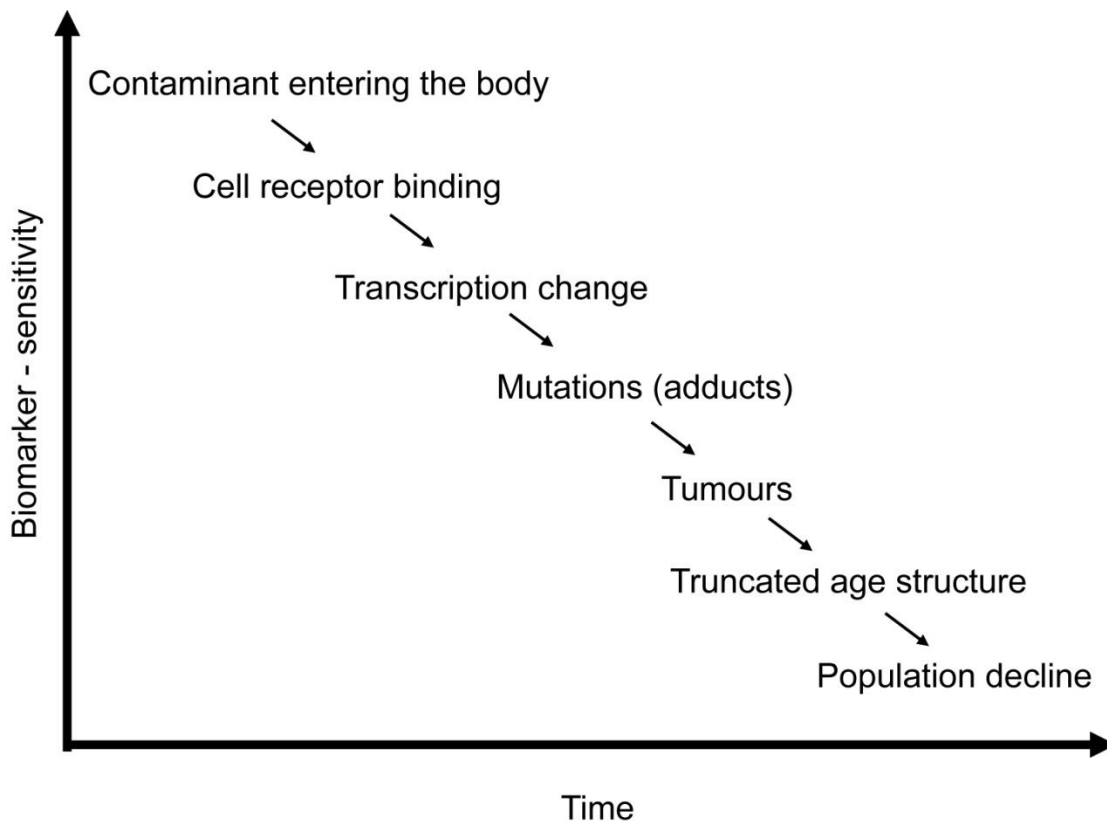 Contaminant entering the body
Cell receptor binding
Transcription change
Mutations (adducts)
Tumours
Truncated age structure
Population decline
Biomarker - sensitivity
Time